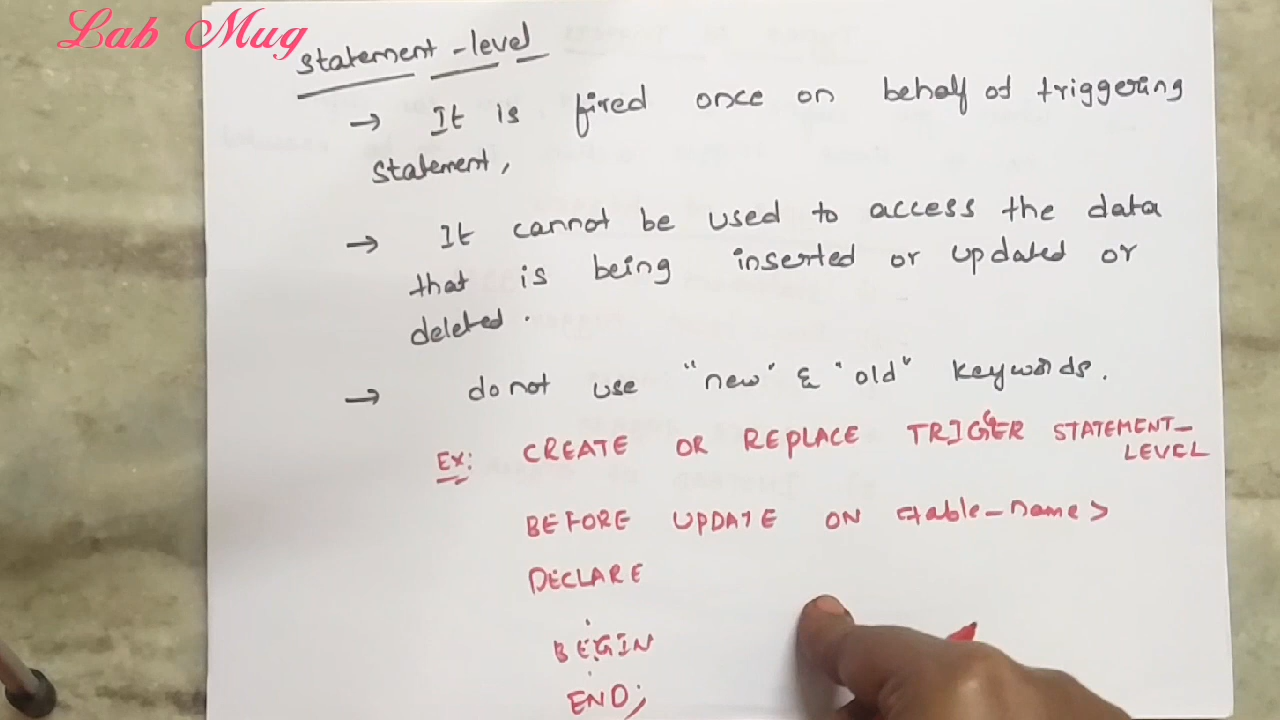 Lab Mug
Statement-level
→ It is fired once on behalf of triggering
statement,
→ It cannot be used to access the data
that is being inserted or updated or
deleted.
→ do not use "new" & "old" keywords.
Ex: CREATE OR REPLACE TRIGGER STATEMENT_
LEVEL
BEFORE UPDATE ON <table_name>
DECLARE
BEGIN
END;